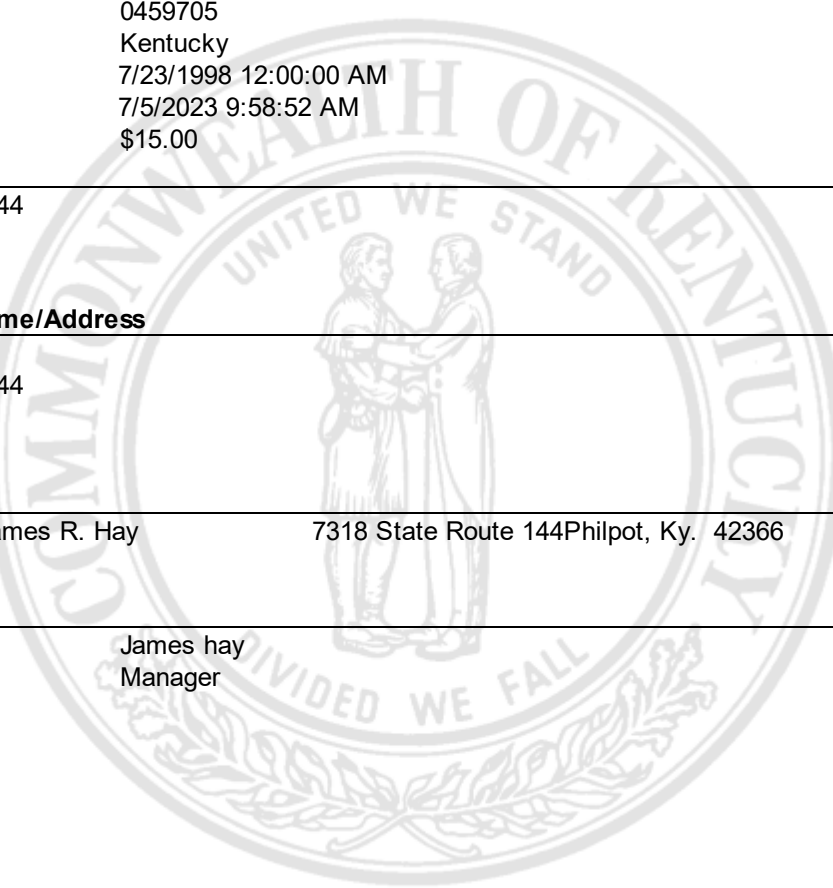 0459705
Kentucky
7/23/1998 12:00:00 AM
7/5/2023 9:58:52 AM
$15.00
44
me/Address
44
mes R. Hay 7318 State Route 144Philpot, Ky. 42366
James hay
Manager
COMMONWEALTH OF KENTUCKY
UNITED WE STAND
DIVIDED WE FALL